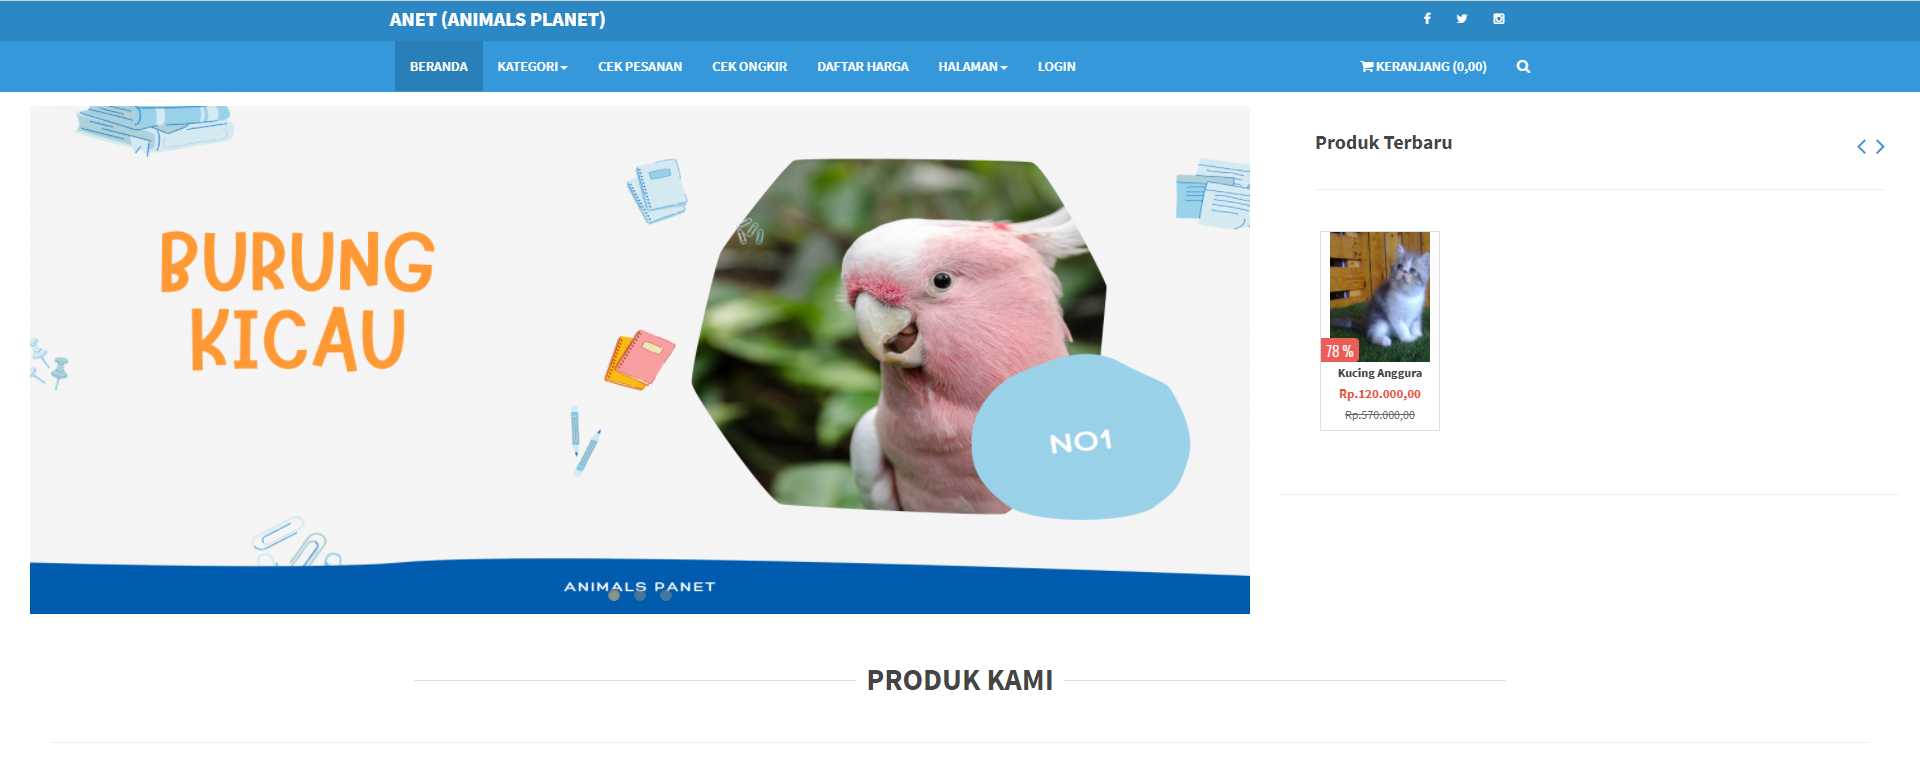 ANET (ANIMALS PLANET)
BERANDA KATEGORI CEK PESANAN CEK ONGKIR DAFTAR HARGA HALAMAN LOGIN KERANJANG (0,00)
BURUNG
KICAU
NO1
ANIMALS PANET
Produk Terbaru
78 %
Kucing Anggura
Rp.120.000,00
Rp.570.000,00
PRODUK KAMI